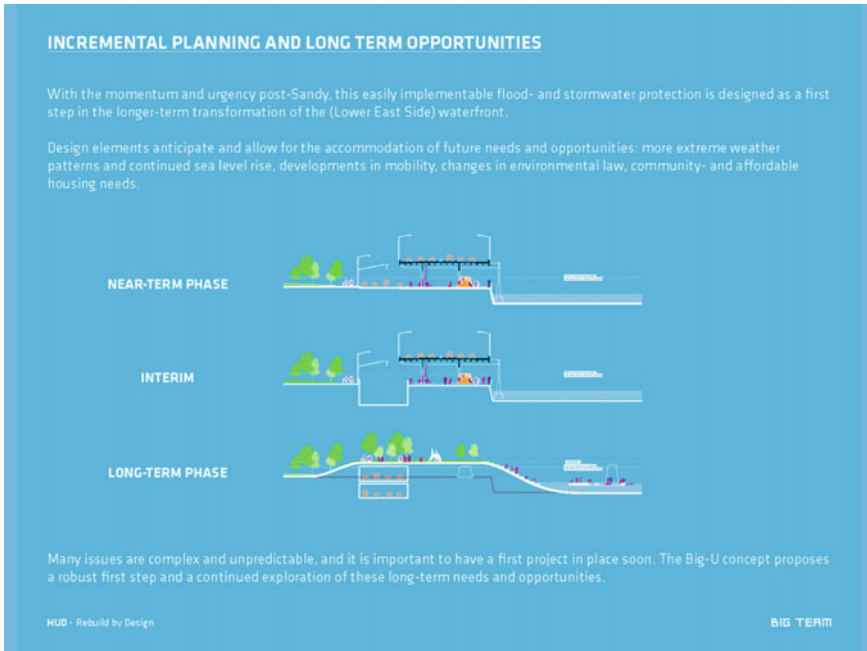 INCREMENTAL PLANNING AND LONG TERM OPPORTUNITIES
With the momentum and urgency post-Sandy, this easily implementable flood- and stormwater protection is designed as a first
step in the longer-term transformation of the (Lower East Side) waterfront.
Design elements anticipate and allow for the accommodation of future needs and opportunities: more extreme weather
patterns and continued sea level rise, developments in mobility, changes in environmental law, community- and affordable
housing needs.
NEAR-TERM PHASE
INTERIM
LONG-TERM PHASE
Many issues are complex and unpredictable, and it is important to have a first project in place soon. The Big-U concept proposes
a robust first step and a continued exploration of these long-term needs and opportunities.
HUD - Rebuild by Design
BIG TEAM